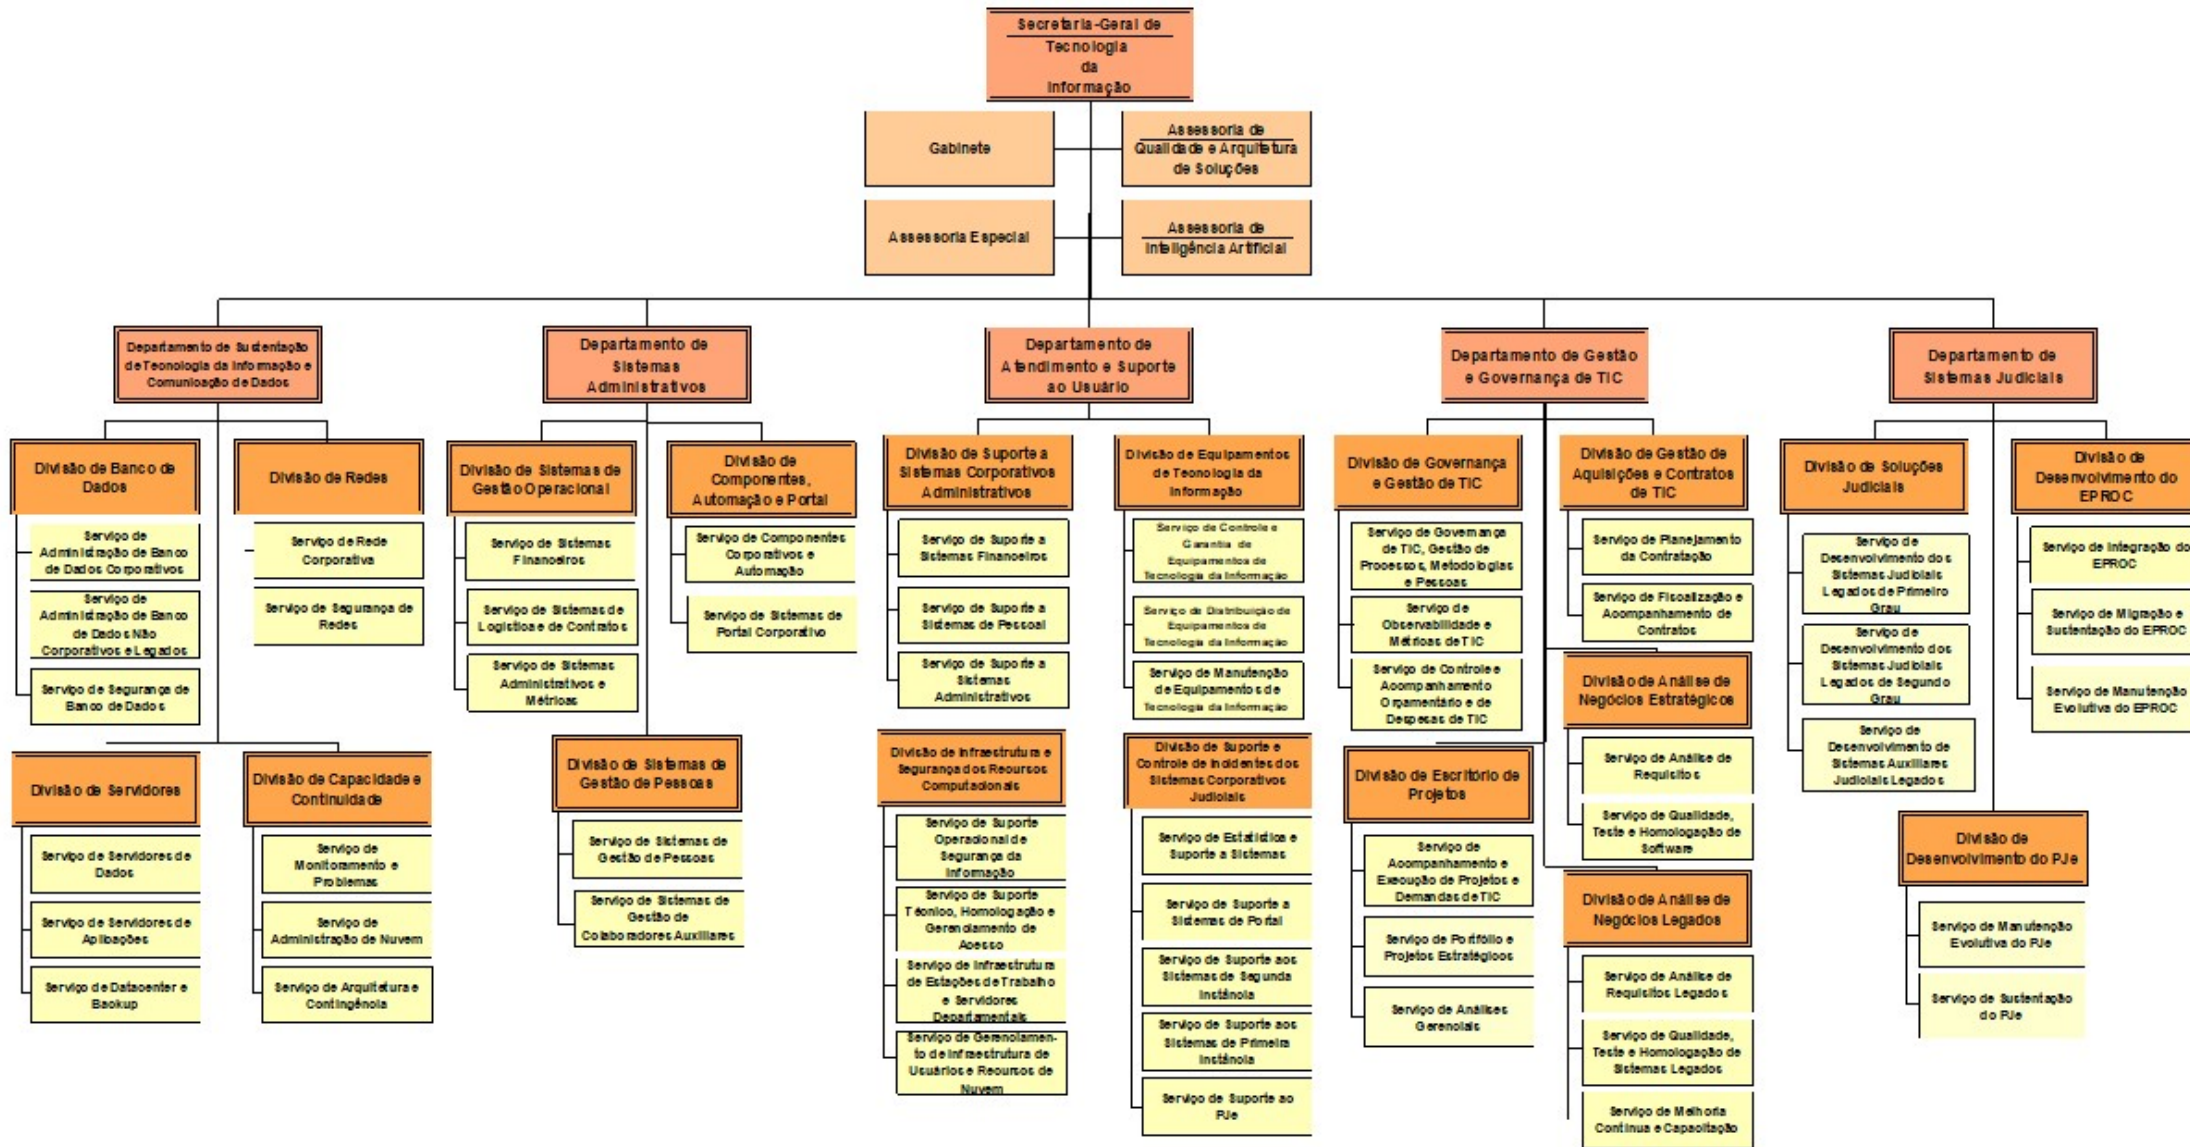 Secretaria-Geral de
Tecnologia
da
Informação
Gabinete
Assessoria de
Qualidade e Arquitetura
de Soluções
Assessoria Especial
Assessoria de
Inteligência Artificial
Departamento de Sustentação
de Tecnologia da Informação e
Comunicação de Dados
Divisão de Banco de
Dados
Serviço de
Administração de Banco
de Dados Corporativos
Serviço de
Administração de Banco
de Dados Não
Corporativos e Legados
Serviço de Segurança de
Banco de Dados
Divisão de Redes
Serviço de Rede
Corporativa
Serviço de Segurança de
Redes
Divisão de Servidores
Serviço de Servidores de
Dados
Serviço de Servidores de
Aplicações
Serviço de Datacenter e
Backup
Divisão de Capacidade e
Continuidade
Serviço de
Monitoramento e
Problemas
Serviço de
Administração de Nuvem
Serviço de Arquitetura e
Contingência
Departamento de
Sistemas
Administrativos
Divisão de Sistemas de
Gestão Operacional
Serviço de Sistemas
Financeiros
Serviço de Sistemas de
Logística e de Contratos
Serviço de Sistemas
Administrativos e
Métricas
Divisão de
Componentes,
Automação e Portal
Serviço de Componentes
Corporativos e
Automação
Serviço de Sistemas de
Portal Corporativo
Divisão de Sistemas de
Gestão de Pessoas
Serviço de Sistemas de
Gestão de Pessoas
Serviço de Sistemas de
Gestão de
Colaboradores Auxiliares
Departamento de
Atendimento e Suporte
ao Usuário
Divisão de Suporte a
Sistemas Corporativos
Administrativos
Serviço de Suporte a
Sistemas Financeiros
Serviço de Suporte a
Sistemas de Pessoal
Serviço de Suporte a
Sistemas
Administrativos
Divisão de Equipamentos
de Tecnologia da
Informação
Serviço de Controle e
Garantia de
Equipamentos de
Tecnologia da Informação
Serviço de Distribuição de
Equipamentos de
Tecnologia da Informação
Serviço de Manutenção
de Equipamentos de
Tecnologia da Informação
Divisão de Infraestrutura e
Segurança dos Recursos
Computacionais
Serviço de Suporte
Operacional de
Segurança da
Informação
Serviço de Suporte
Técnico, Homologação e
Gerenciamento de
Acesso
Serviço de Infraestrutura
de Estações de Trabalho
e Servidores
Departamentais
Serviço de Gerenciamen-
to de Infraestrutura de
Usuários e Recursos de
Nuvem
Divisão de Suporte e
Controle de Incidentes dos
Sistemas Corporativos
Judiciais
Serviço de Estatística e
Suporte a Sistemas
Serviço de Suporte a
Sistemas de Portal
Serviço de Suporte aos
Sistemas de Segunda
Instância
Serviço de Suporte aos
Sistemas de Primeira
Instância
Serviço de Suporte ao
PJe
Departamento de Gestão
e Governança de TIC
Divisão de Governança
e Gestão de TIC
Serviço de Governança
de TIC, Gestão de
Processos, Metodologias
e Pessoas
Serviço de
Observabilidade e
Métricas de TIC
Serviço de Controle e
Acompanhamento
Orçamentário e de
Despesas de TIC
Divisão de Gestão de
Aquisições e Contratos
de TIC
Serviço de Planejamento
da Contratação
Serviço de Fiscalização e
Acompanhamento de
Contratos
Divisão de Análise de
Negócios Estratégicos
Serviço de Análise de
Requisitos
Serviço de Qualidade,
Teste e Homologação de
Software
Divisão de Escritório de
Projetos
Serviço de
Acompanhamento e
Execução de Projetos e
Demandas de TIC
Serviço de Portfólio e
Projetos Estratégicos
Serviço de Análises
Gerenciais
Divisão de Análise de
Negócios Legados
Serviço de Análise de
Requisitos Legados
Serviço de Qualidade,
Teste e Homologação de
Sistemas Legados
Serviço de Melhoria
Contínua e Capacitação
Departamento de
Sistemas Judiciais
Divisão de Soluções
Judiciais
Serviço de
Desenvolvimento dos
Sistemas Judiciais
Legados de Primeiro
Grau
Serviço de
Desenvolvimento dos
Sistemas Judiciais
Legados de Segundo
Grau
Serviço de
Desenvolvimento de
Sistemas Auxiliares
Judiciais Legados
Divisão de
Desenvolvimento do
EPROC
Serviço de Integração do
EPROC
Serviço de Migração e
Sustentação do EPROC
Serviço de Manutenção
Evolutiva do EPROC
Divisão de
Desenvolvimento do PJe
Serviço de Manutenção
Evolutiva do PJe
Serviço de Sustentação
do PJe